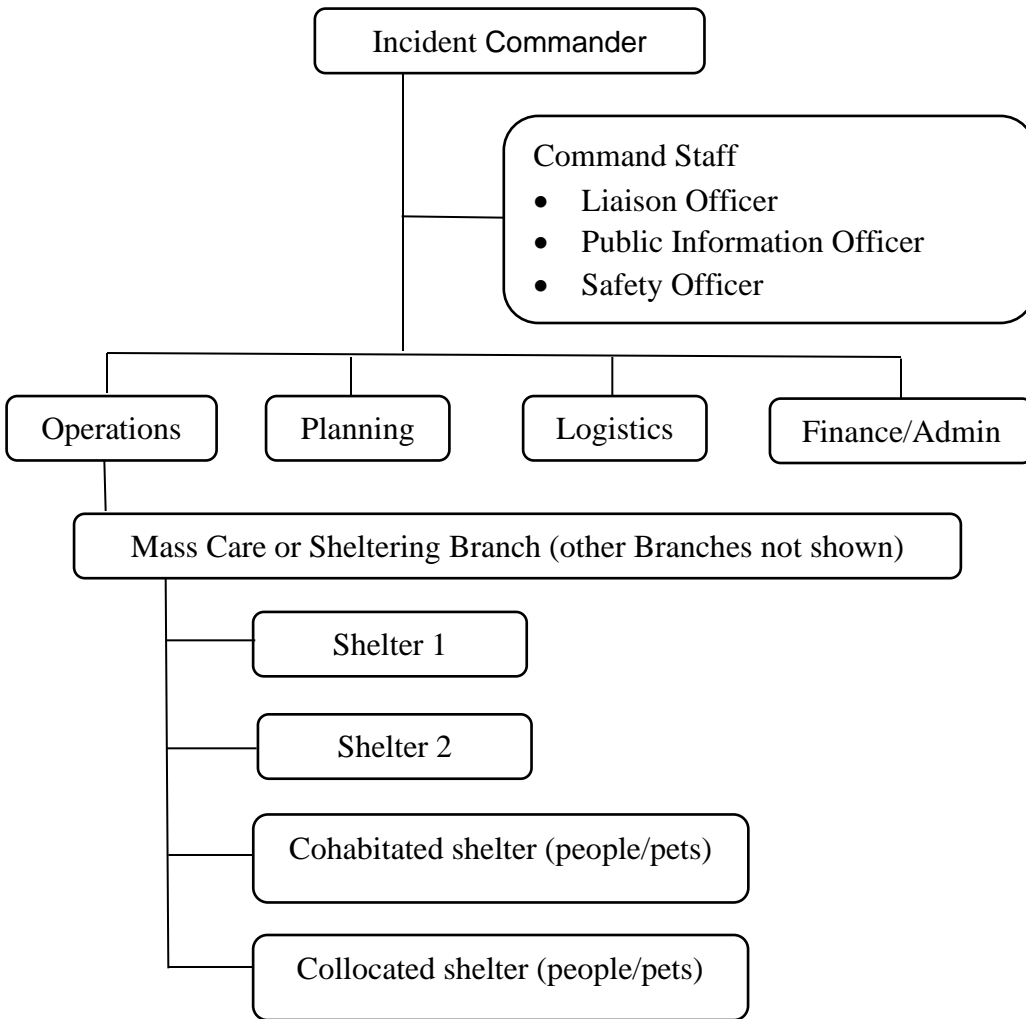 Incident Commander
Command Staff
• Liaison Officer
• Public Information Officer
• Safety Officer
Operations
Planning
Logistics
Finance/Admin
Mass Care or Sheltering Branch (other Branches not shown)
Shelter 1
Shelter 2
Cohabitated shelter (people/pets)
Collocated shelter (people/pets)